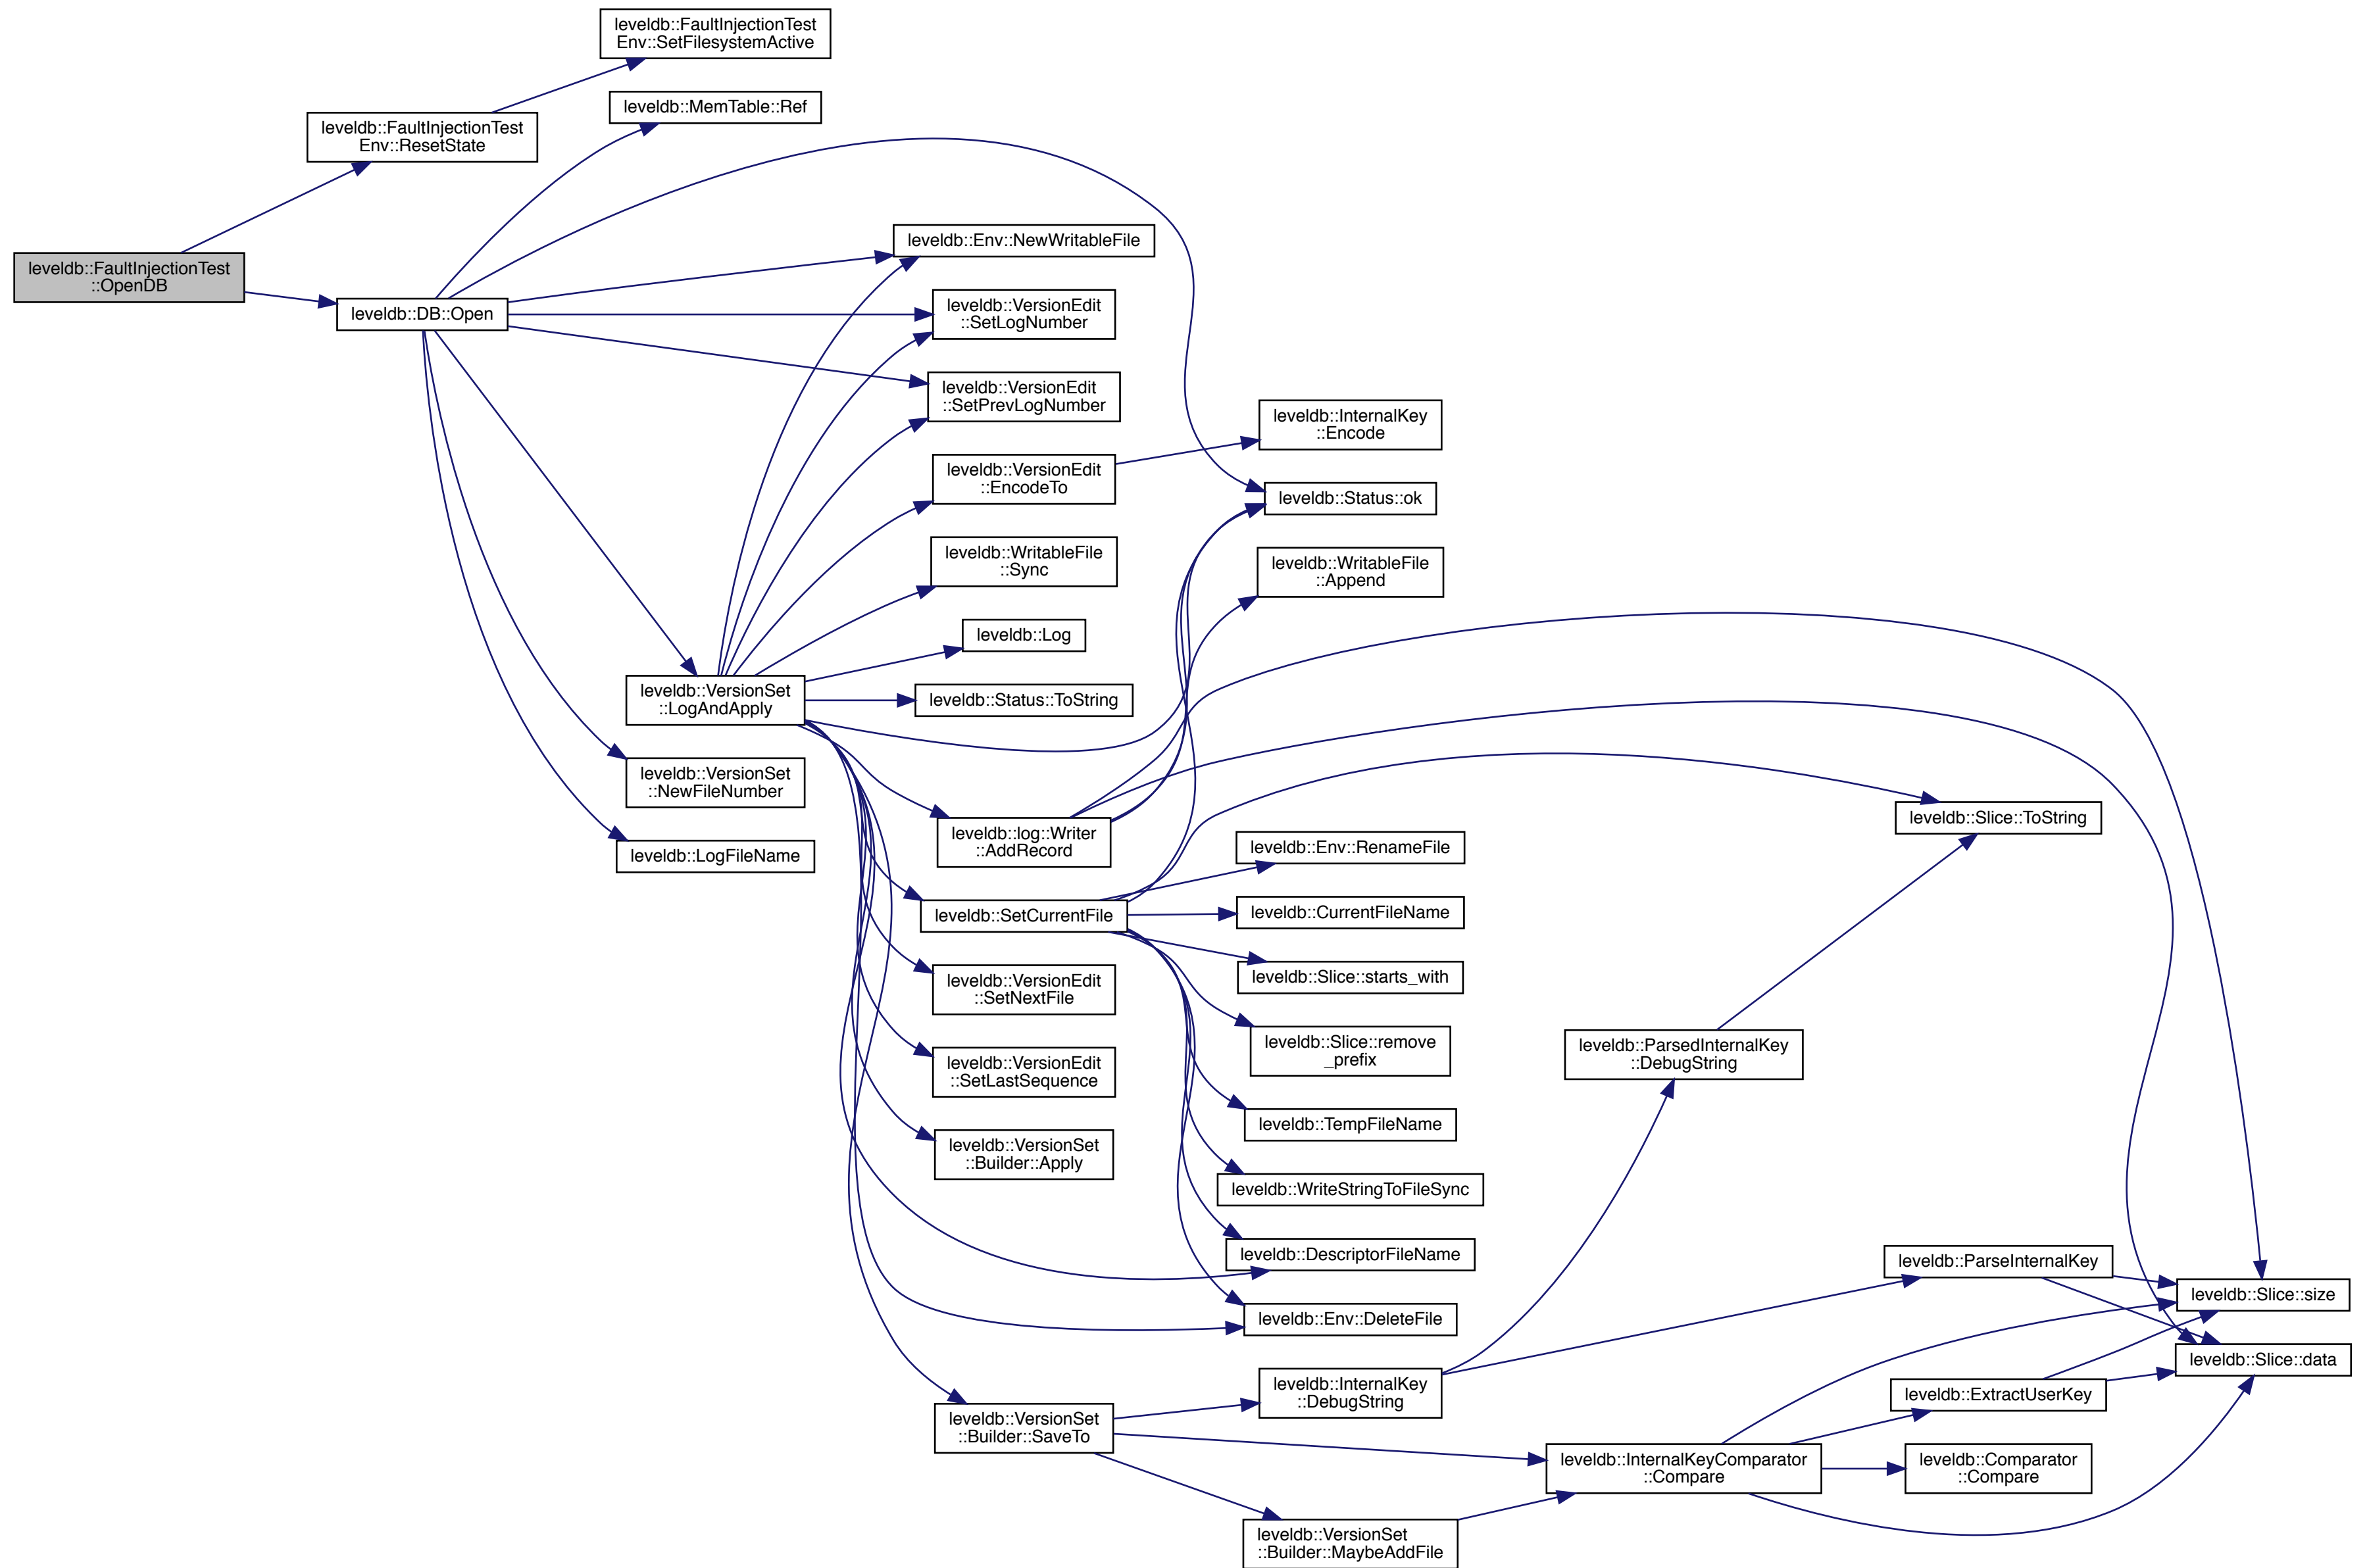 leveldb::FaultInjectionTest
Env::SetFilesystemActive
leveldb::MemTable::Ref
leveldb::FaultInjectionTest
Env::ResetState
leveldb::Env::NewWritableFile
leveldb::FaultInjectionTest
::OpenDB
leveldb::DB::Open
leveldb::VersionEdit
::SetLogNumber
leveldb::VersionEdit
::SetPrevLogNumber
leveldb::InternalKey
::Encode
leveldb::VersionEdit
::EncodeTo
leveldb::Status::ok
leveldb::WritableFile
::Sync
leveldb::WritableFile
::Append
leveldb::Log
leveldb::VersionSet
::LogAndApply
leveldb::Status::ToString
leveldb::VersionSet
::NewFileNumber
leveldb::Slice::ToString
leveldb::log::Writer
::AddRecord
leveldb::Env::RenameFile
leveldb::LogFileName
leveldb::SetCurrentFile
leveldb::CurrentFileName
leveldb::Slice::starts_with
leveldb::VersionEdit
::SetNextFile
leveldb::Slice::remove
_prefix
leveldb::ParsedInternalKey
::DebugString
leveldb::VersionEdit
::SetLastSequence
leveldb::TempFileName
leveldb::VersionSet
::Builder::Apply
leveldb::WriteStringToFileSync
leveldb::DescriptorFileName
leveldb::ParseInternalKey
leveldb::Slice::size
leveldb::Env::DeleteFile
leveldb::Slice::data
leveldb::InternalKey
::DebugString
leveldb::ExtractUserKey
leveldb::VersionSet
::Builder::SaveTo
leveldb::InternalKeyComparator
::Compare
leveldb::Comparator
::Compare
leveldb::VersionSet
::Builder::MaybeAddFile